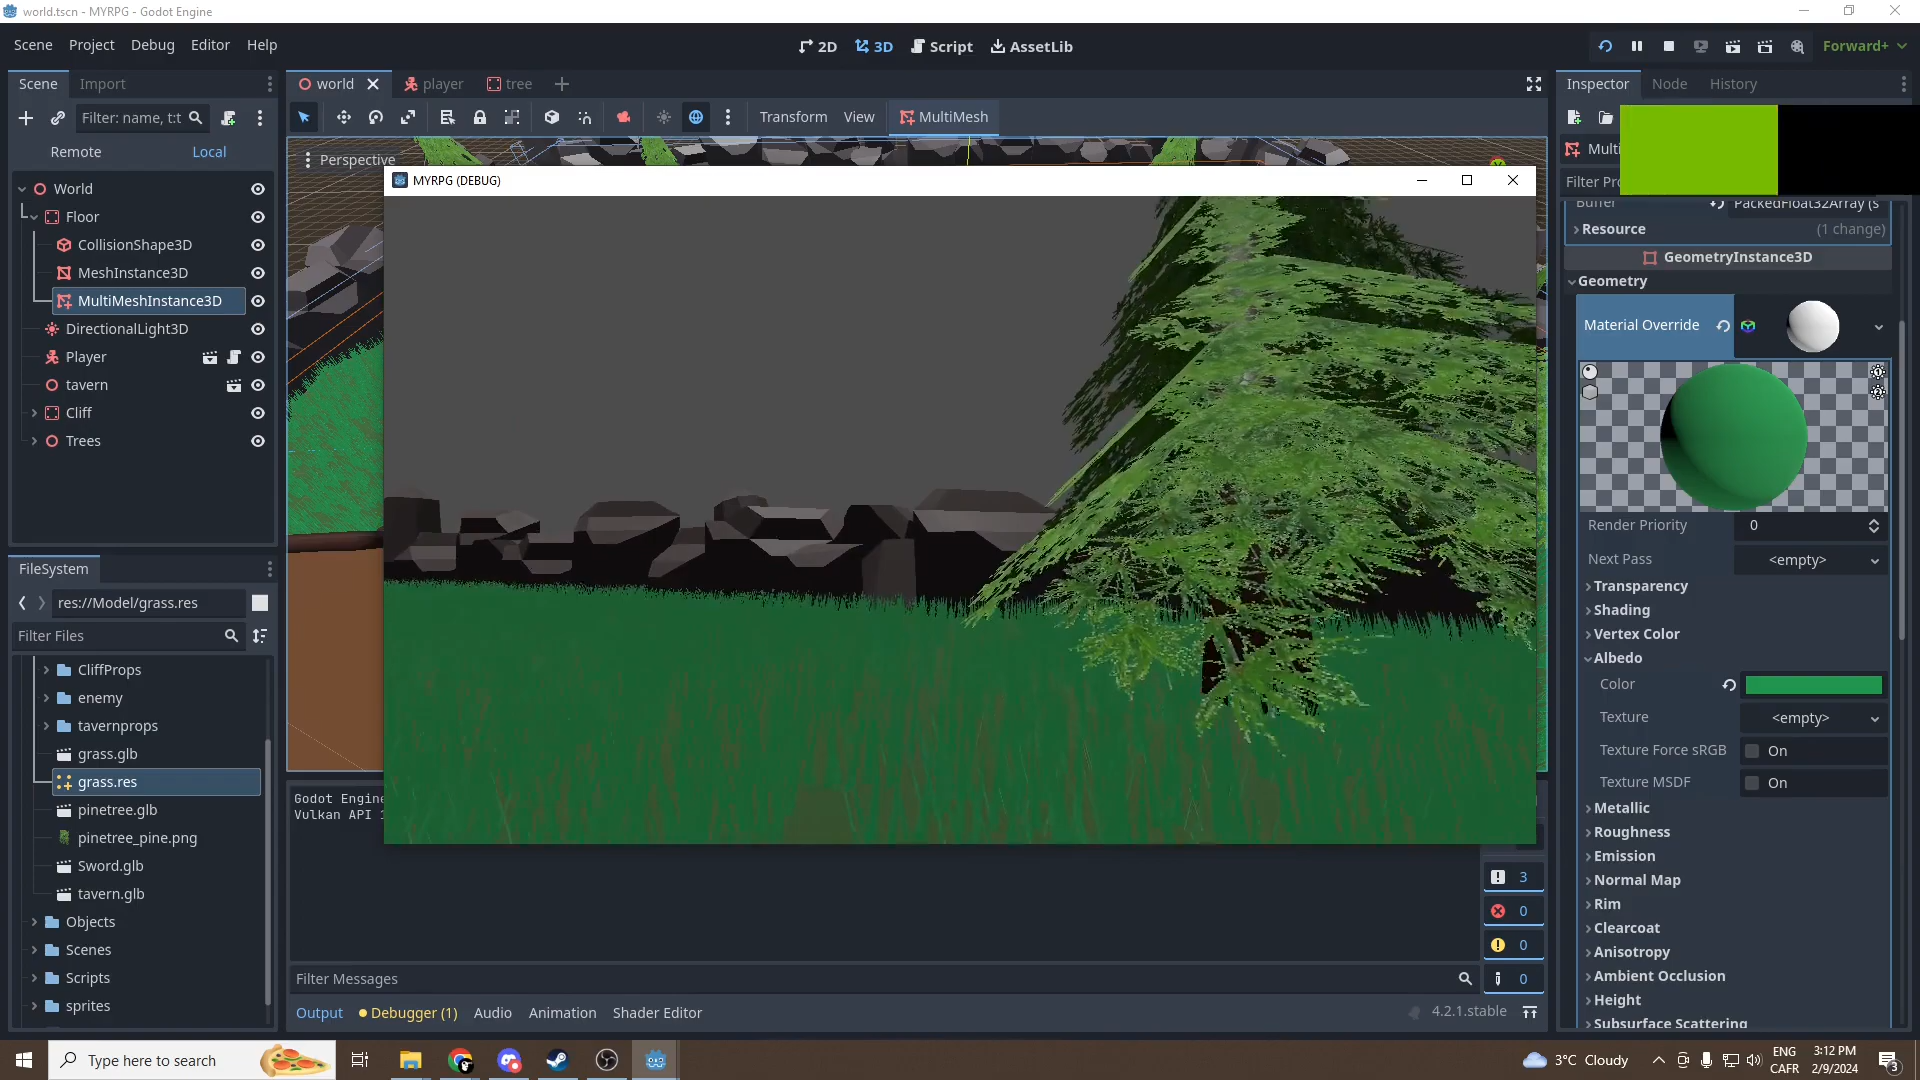 world.tscn - MYRPG - Godot Engine
Scene Project Debug Editor Help
2D 3D Script AssetLib
Forward+
Scene Import
world player tree
Inspector Node History
Filter: name, t:t
Transform View MultiMesh
Remote Local
Perspective
Multi
Filter Pro
World
Floor
CollisionShape3D
MeshInstance3D
MultiMeshInstance3D
DirectionalLight3D
Player
tavern
Cliff
Trees
FileSystem
res://Model/grass.res
Filter Files
CliffProps
enemy
tavernprops
grass.glb
grass.res
pinetree.glb
pinetree_pine.png
Sword.glb
tavern.glb
Objects
Scenes
Scripts
sprites
MYRPG (DEBUG)
Godot Engine
Vulkan API 1
3
0
0
0
Filter Messages
Output Debugger (1) Audio Animation Shader Editor
4.2.1.stable
Buffer PackedFloat32Array (s
Resource (1 change)
GeometryInstance3D
Geometry
Material Override
Render Priority 0
Next Pass <empty>
Transparency
Shading
Vertex Color
Albedo
Color
Texture <empty>
Texture Force sRGB On
Texture MSDF On
Metallic
Roughness
Emission
Normal Map
Rim
Clearcoat
Anisotropy
Ambient Occlusion
Height
Subsurface Scattering
Type here to search
3°C Cloudy
ENG
CAFR
3:12 PM
2/9/2024
3